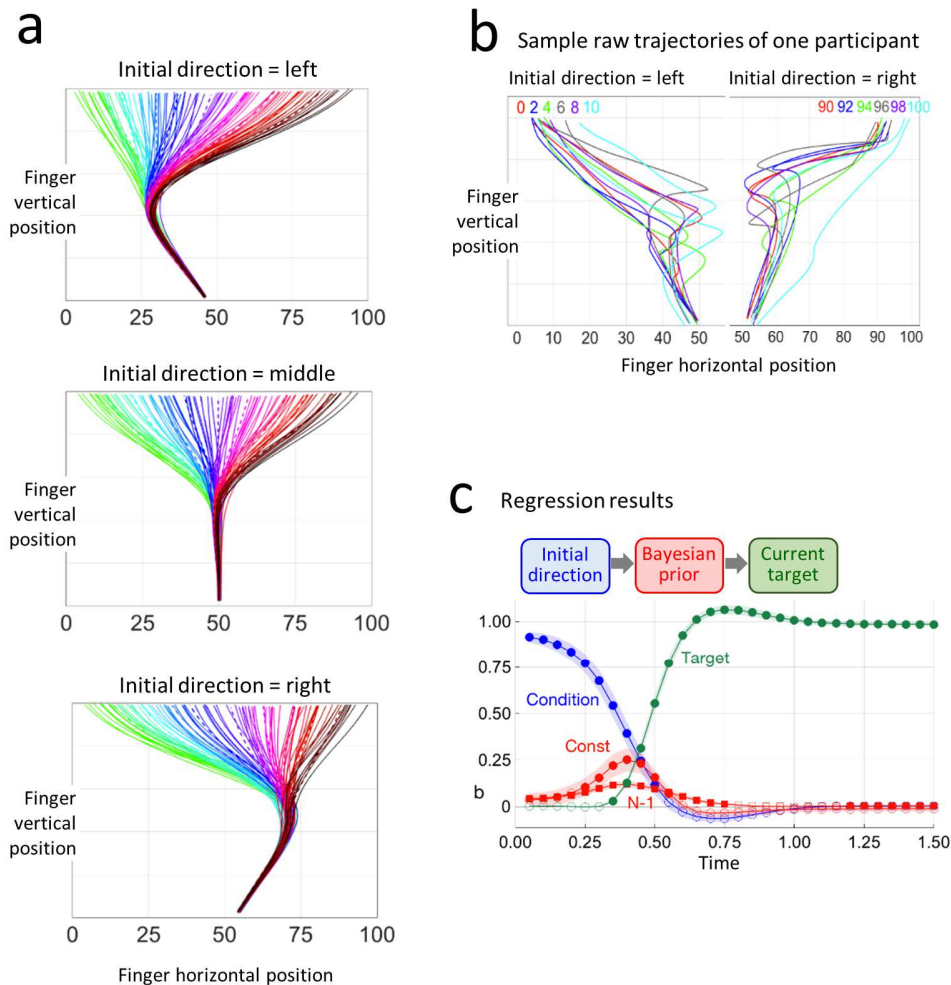 a
Initial direction = left
Finger
vertical
position
0 25 50 75 100
Initial direction = middle
Finger
vertical
position
0 25 50 75 100
Initial direction = right
Finger
vertical
position
0 25 50 75 100
Finger horizontal position
b Sample raw trajectories of one participant
Initial direction = left Initial direction = right
0 2 4 6 8 10 90 92 94 96 98 100
Finger
vertical
position
0 10 20 30 40 50 50 60 70 80 90 100
Finger horizontal position
c Regression results
Initial
direction
Bayesian
prior
Current
target
1.00
0.75
0.50
0.25
b
0
Target
Condition
Const
N-1
0.00 0.25 0.50 0.75 1.00 1.25 1.50
Time